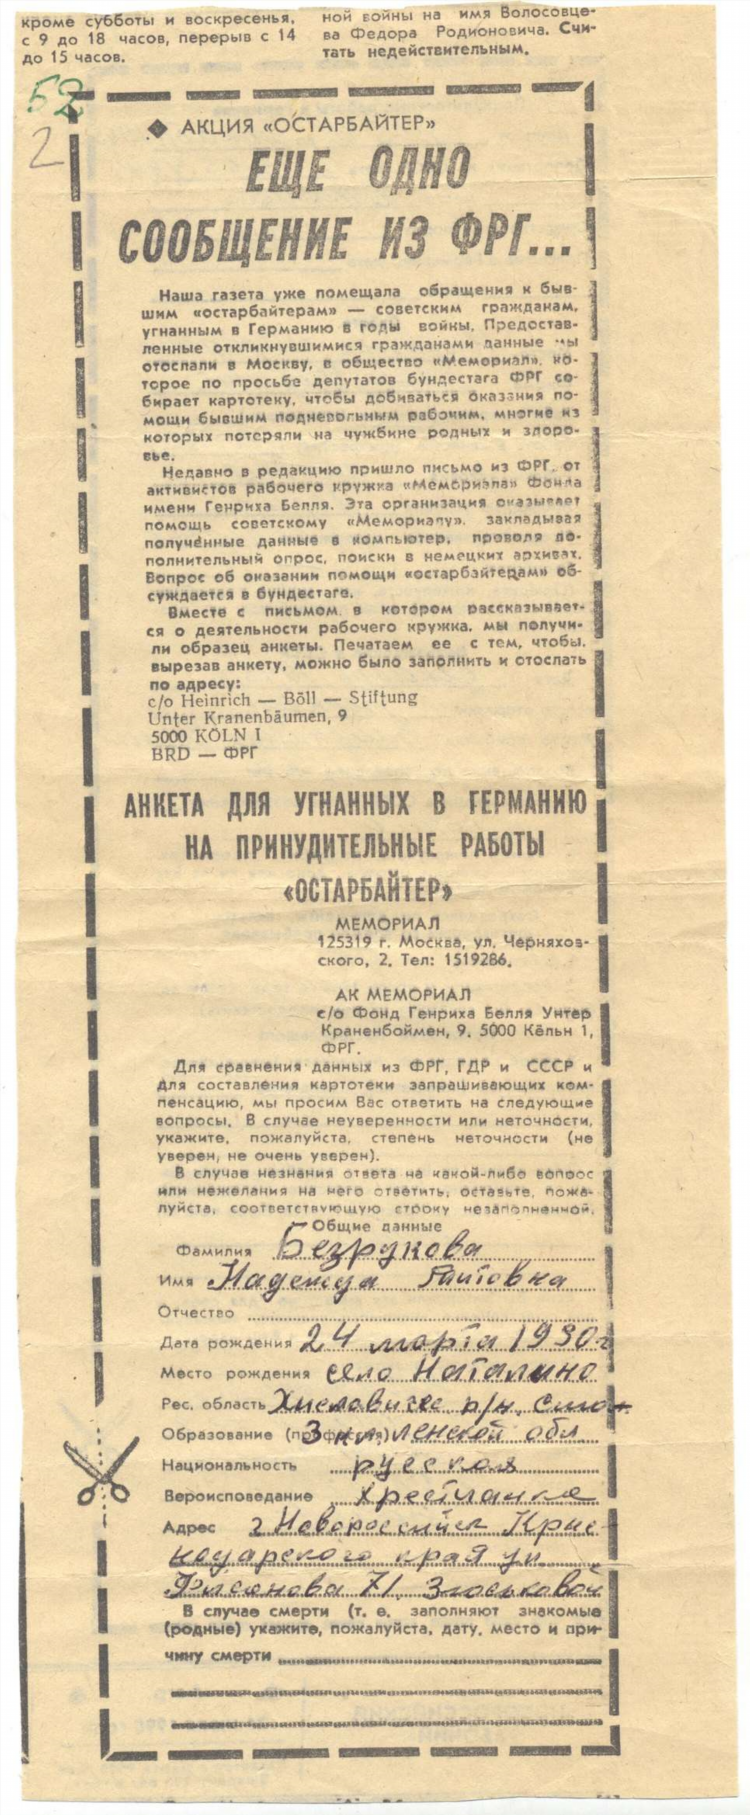 кроме субботы и воскресенья,
с 9 до 18 часов, перерыв с 14
до 15 часов.
ной войны на имя Волосовце-
ва Федора Родионовича. Счи-
тать недействительным.
52
2
АКЦИЯ «ОСТАРБАЙТЕР»
ЕЩЕ ОДНО
СООБЩЕНИЕ ИЗ ФРГ...
Наша газета уже помещала обращения к быв-
шим «остарбайтерам» — советским гражданам,
угнанным в Германию в годы войны. Предостав-
ленные откликнувшимися гражданами данные мы
отослали в Москву, в общество «Мемориал», ко-
торое по просьбе депутатов бундестага ФРГ со-
бирает картотеку, чтобы добиваться оказания по-
мощи бывшим подневольным рабочим, многие из
которых потеряли на чужбине родных и здоро-
вье.
Недавно в редакцию пришло письмо из ФРГ, от
активистов рабочего кружка «Мемориала» Фонда
имени Генриха Белля. Эта организация оказывает
помощь советскому «Мемориалу», закладывая
полученные данные в компьютер, проводя до-
полнительный опрос, поиски в немецких архивах.
Вопрос об оказании помощи «остарбайтерам» об-
суждается в бундестаге.
Вместе с письмом, в котором рассказывает-
ся о деятельности рабочего кружка, мы получи-
ли образец анкеты. Печатаем ее с тем, чтобы,
вырезав анкету, можно было заполнить и отослать
по адресу:
c/o Heinrich — Böll — Stiftung
Unter Kranenbäumen, 9
5000 KÖLN I
BRD — ФРГ
АНКЕТА ДЛЯ УГНАННЫХ В ГЕРМАНИЮ
НА ПРИНУДИТЕЛЬНЫЕ РАБОТЫ
«ОСТАРБАЙТЕР»
МЕМОРИАЛ
125319 г. Москва, ул. Черняхов-
ского, 2. Тел: 1519286.
АК МЕМОРИАЛ
с/о Фонд Генриха Белля Унтер
Краненбоймен, 9. 5000 Кёльн 1,
ФРГ.
Для сравнения данных из ФРГ, ГДР и СССР и
для составления картотеки запрашивающих ком-
пенсацию, мы просим Вас ответить на следующие
вопросы. В случае неуверенности или неточности,
укажите, пожалуйста, степень неточности (не
уверен, не очень уверен).
В случае незнания ответа на какой-либо вопрос
или нежелания на него ответить, оставьте, пожа-
луйста, соответствующую строку незаполненной.
Общие данные
Фамилия Безрукова
Имя Надежда Титовна
Отчество
Дата рождения 24 марта 1930 г
Место рождения село Наталино
Рес. область Хисловичес р/н. Смо-
Образование (профессия) 3 кл. ленской обл
Национальность русская
Вероисповедание хрестианка
Адрес г Новороссийск Крас-
нодарского края ул
71.
В случае смерти (т. е. заполняют знакомые
(родные) укажите, пожалуйста, дату, место и при-
чину смерти